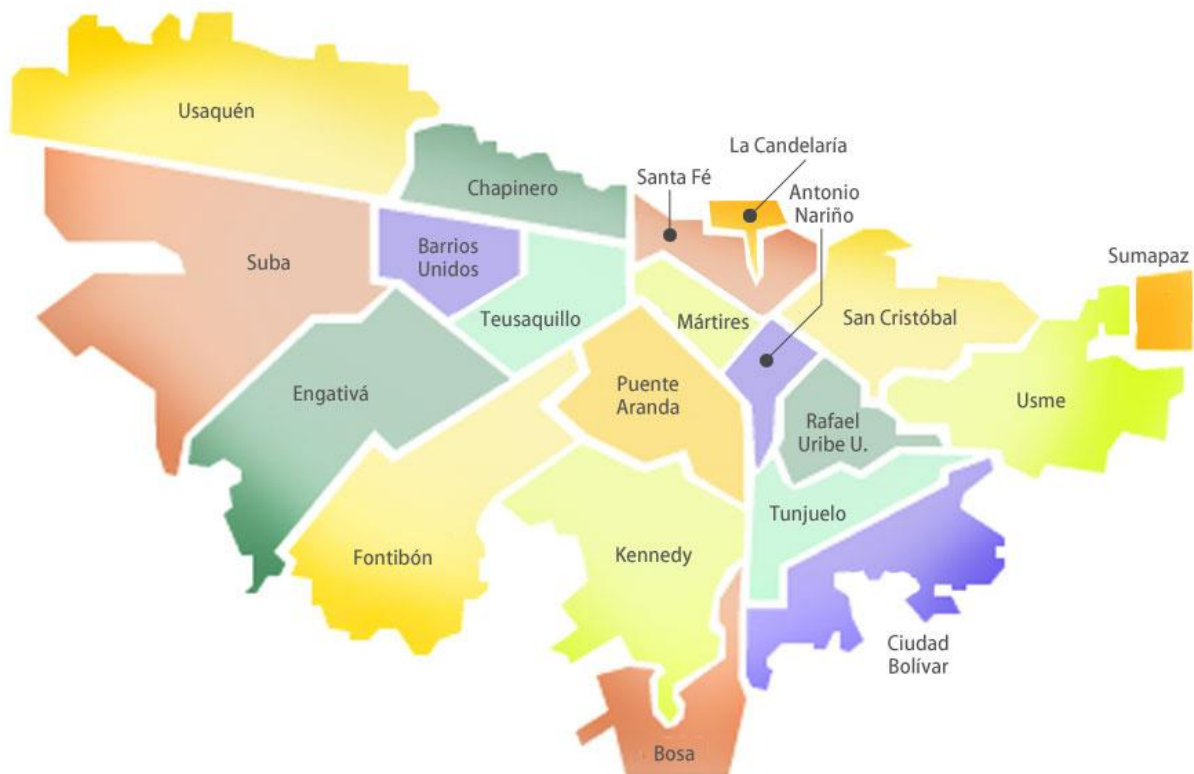 Usaquén
La Candelaría
Santa Fé
Chapinero
Antonio
Nariño
Barrios
Unidos
Suba
Sumapaz
Teusaquillo
Mártires
San Cristóbal
Engativá
Puente
Aranda
Usme
Rafael
Uribe U.
Tunjuelo
Fontibón
Kennedy
Ciudad
Bolívar
Bosa